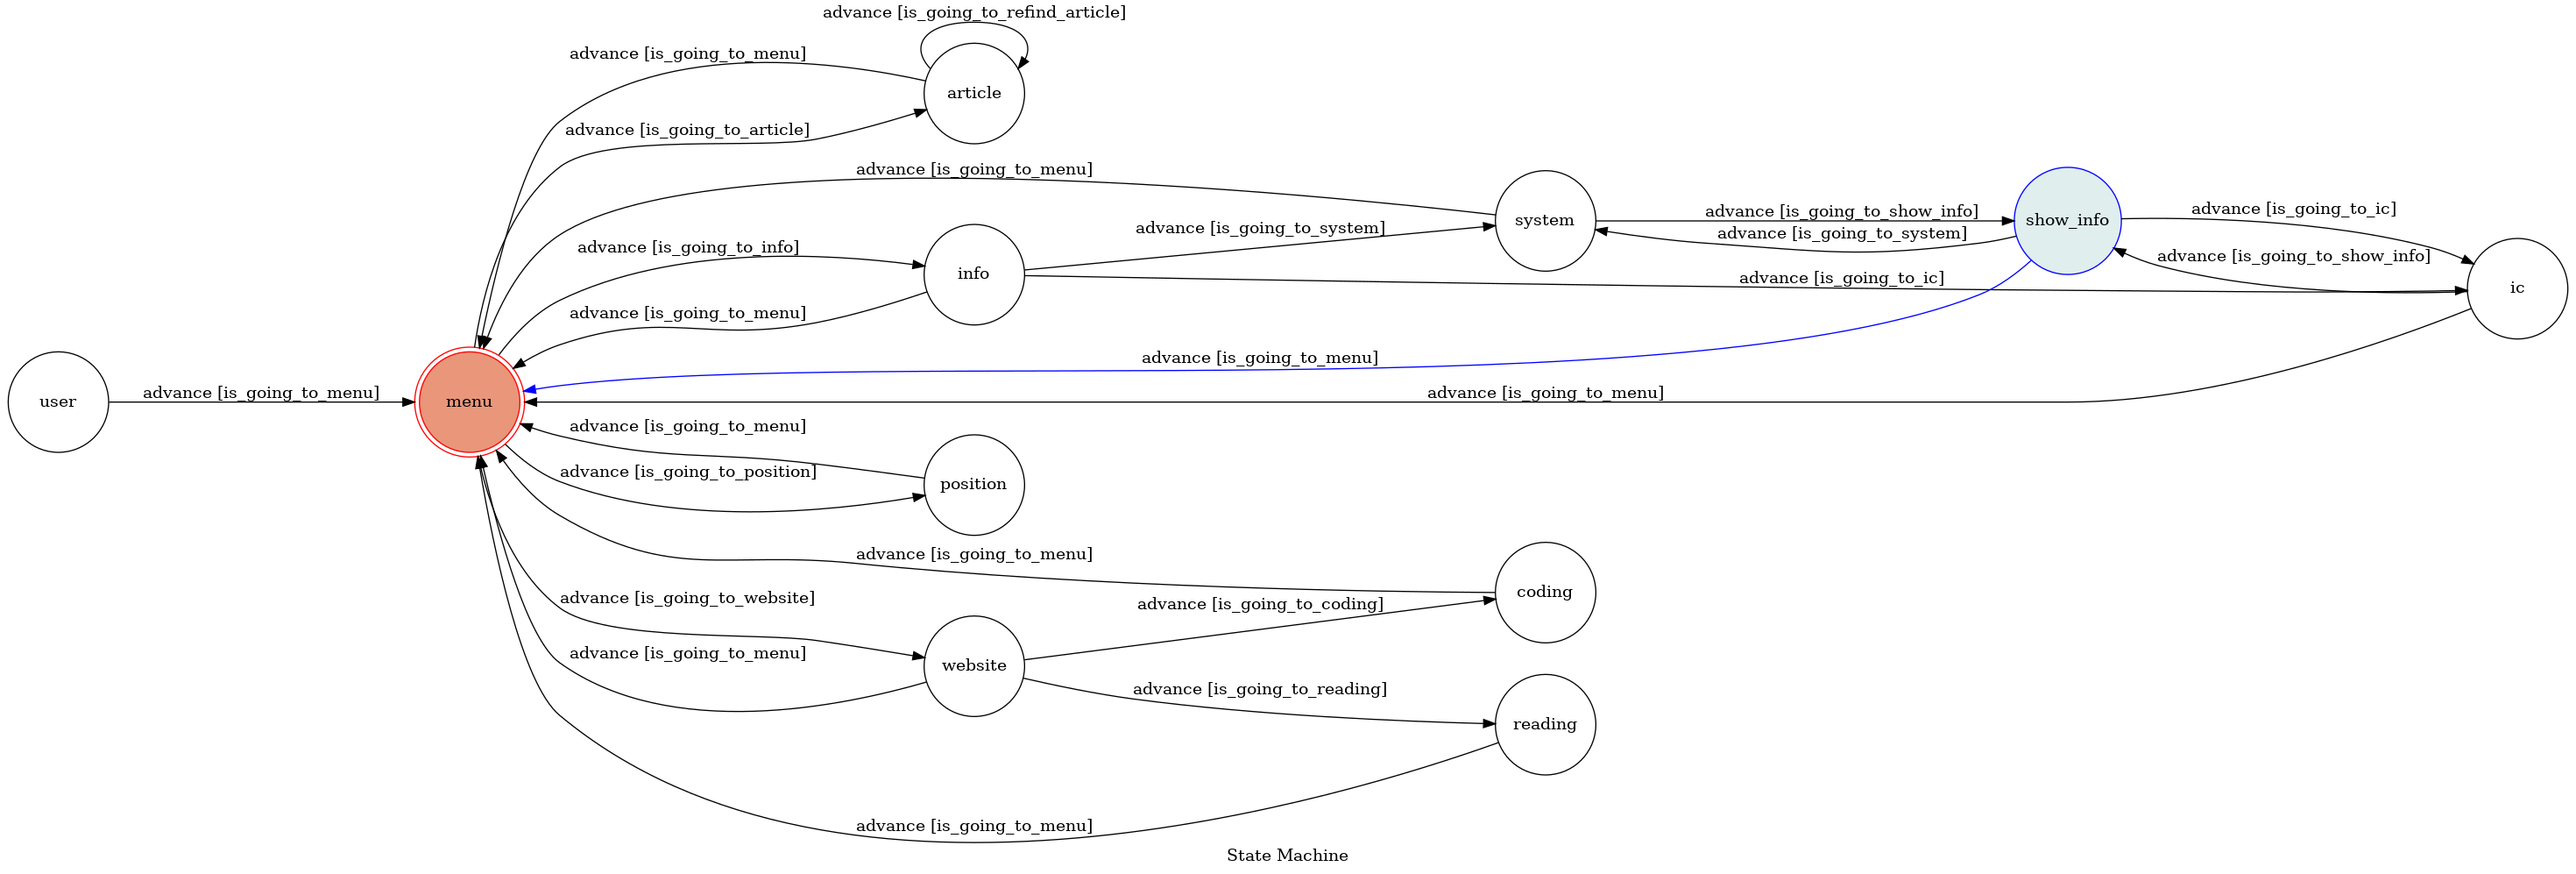 advance [is_going_to_refind_article]
advance [is_going_to_menu]
article
advance [is_going_to_article]
advance [is_going_to_menu]
advance [is_going_to_show_info]
advance [is_going_to_ic]
system
show_info
advance [is_going_to_system]
advance [is_going_to_system]
advance [is_going_to_info]
advance [is_going_to_show_info]
info
advance [is_going_to_ic]
ic
advance [is_going_to_menu]
advance [is_going_to_menu]
user
advance [is_going_to_menu]
menu
advance [is_going_to_menu]
advance [is_going_to_menu]
advance [is_going_to_position]
position
advance [is_going_to_menu]
coding
advance [is_going_to_website]
advance [is_going_to_coding]
advance [is_going_to_menu]
website
advance [is_going_to_reading]
reading
advance [is_going_to_menu]
State Machine